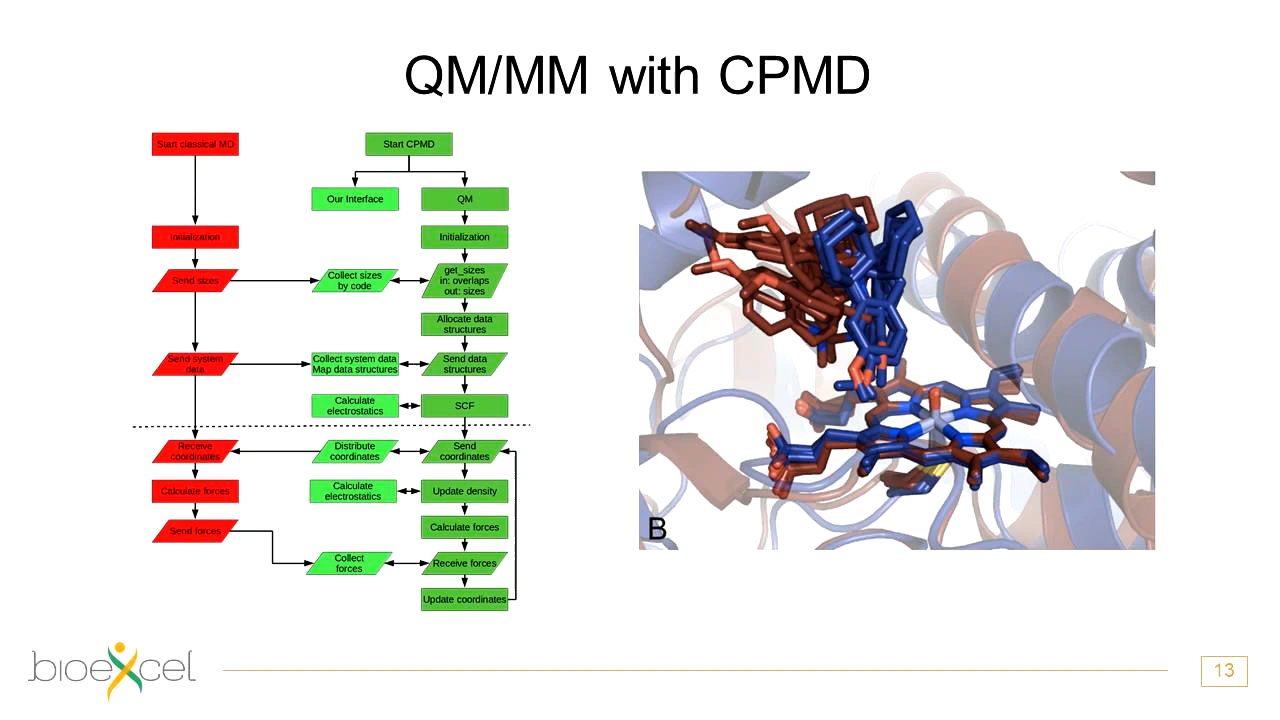 QM/MM with CPMD
Start classical MD
Start CPMD
Our Interface
QM
Initialization
Initialization
Send sizes
Collect sizes
by code
get_sizes
in: overlaps
out: sizes
Allocate data
structures
Send system
data
Collect system data
Map data structures
Send data
structures
Calculate
electrostatics
SCF
Receive
coordinates
Distribute
coordinates
Send
coordinates
Calculate forces
Calculate
electrostatics
Update density
Send forces
Calculate forces
Collect
forces
Receive forces
Update coordinates
B
bioexcel
13